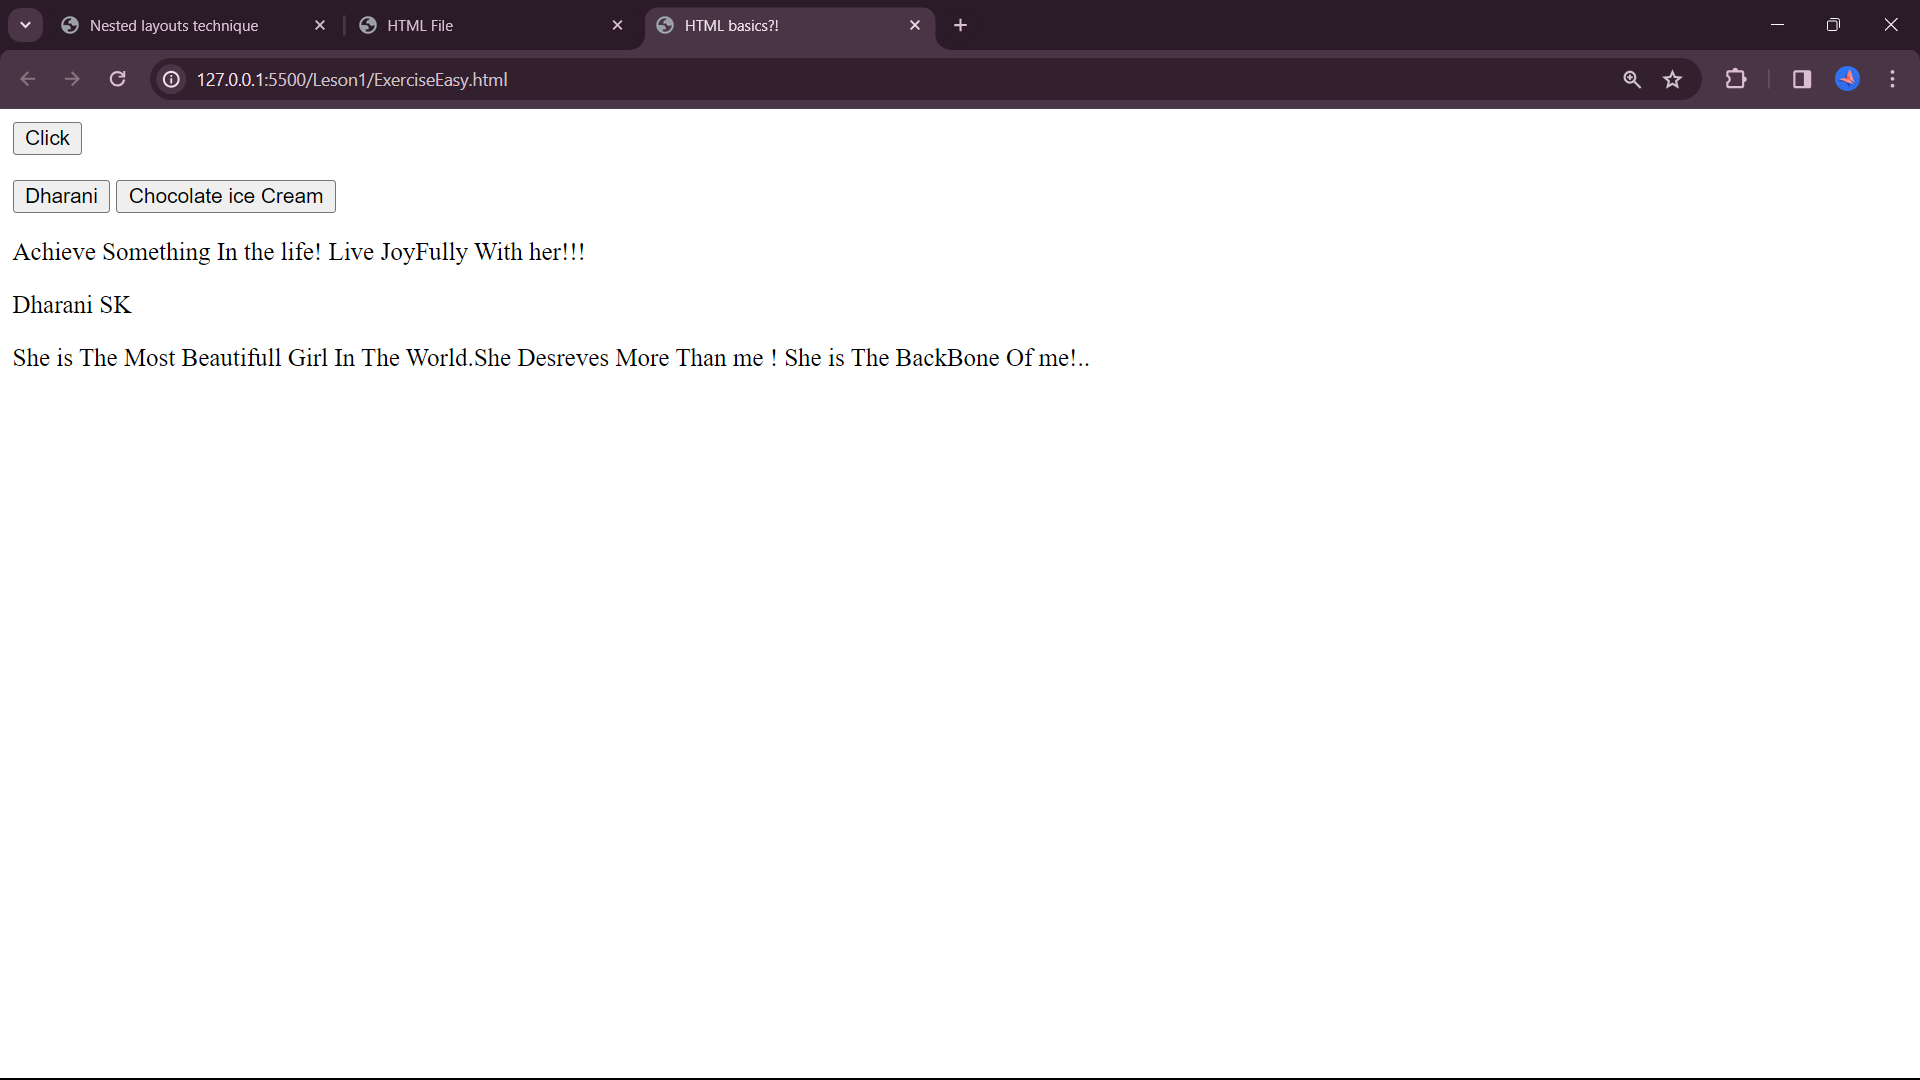 Nested layouts technique
HTML File
HTML basics?!
127.0.0.1:5500/Leson1/ExerciseEasy.html
Click
Dharani
Chocolate ice Cream
Achieve Something In the life! Live JoyFully With her!!!
Dharani SK
She is The Most Beautifull Girl In The World.She Desreves More Than me ! She is The BackBone Of me!..